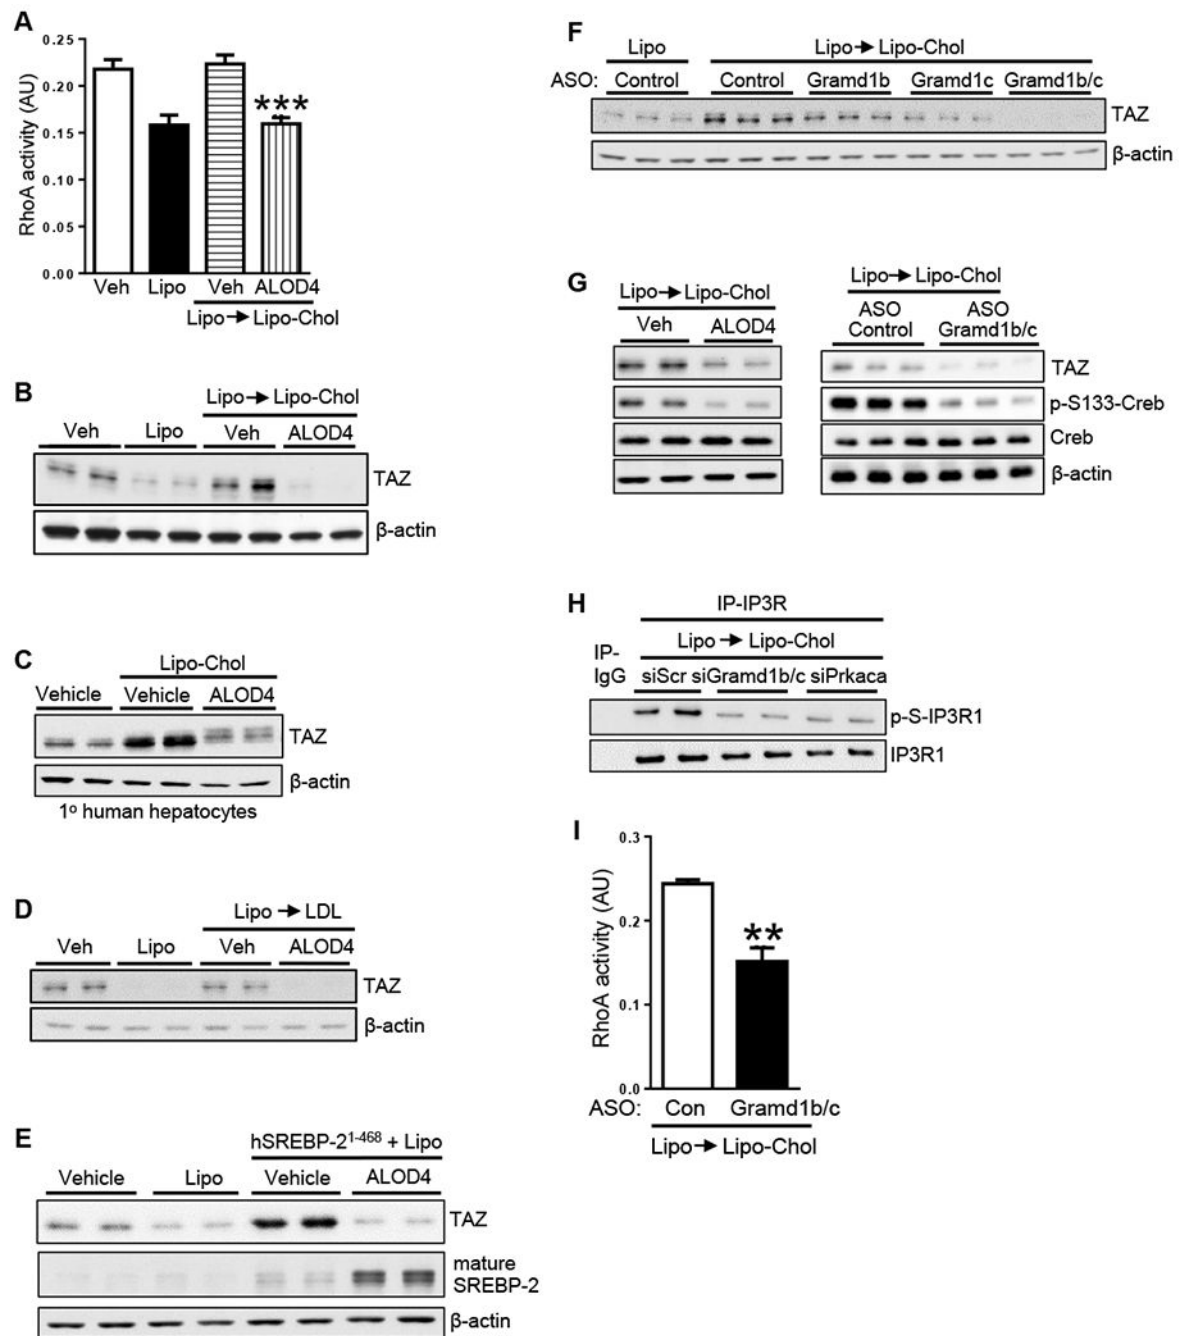 A
RhoA activity (AU)
0.25
0.20
0.15
0.10
0.05
0.00
***
Veh Lipo Veh ALOD4
Lipo→Lipo-Chol
B
Lipo→Lipo-Chol
Veh Lipo Veh ALOD4
TAZ
β-actin
C
Lipo-Chol
Vehicle Vehicle ALOD4
TAZ
β-actin
1º human hepatocytes
D
Lipo → LDL
Veh Lipo Veh ALOD4
TAZ
β-actin
E
hSREBP-2¹⁻⁴⁶⁸ + Lipo
Vehicle Lipo Vehicle ALOD4
TAZ
mature
SREBP-2
β-actin
F
Lipo Lipo→Lipo-Chol
ASO: Control Control Gramd1b Gramd1c Gramd1b/c
TAZ
β-actin
G
Lipo→Lipo-Chol
Veh ALOD4
Lipo→Lipo-Chol
ASO ASO
Control Gramd1b/c
TAZ
p-S133-Creb
Creb
β-actin
H
IP-IP3R
Lipo → Lipo-Chol
IP-
IgG siScr siGramd1b/c siPrkaca
p-S-IP3R1
IP3R1
I
RhoA activity (AU)
0.3
0.2
0.1
0.0
**
ASO: Con Gramd1b/c
Lipo→Lipo-Chol